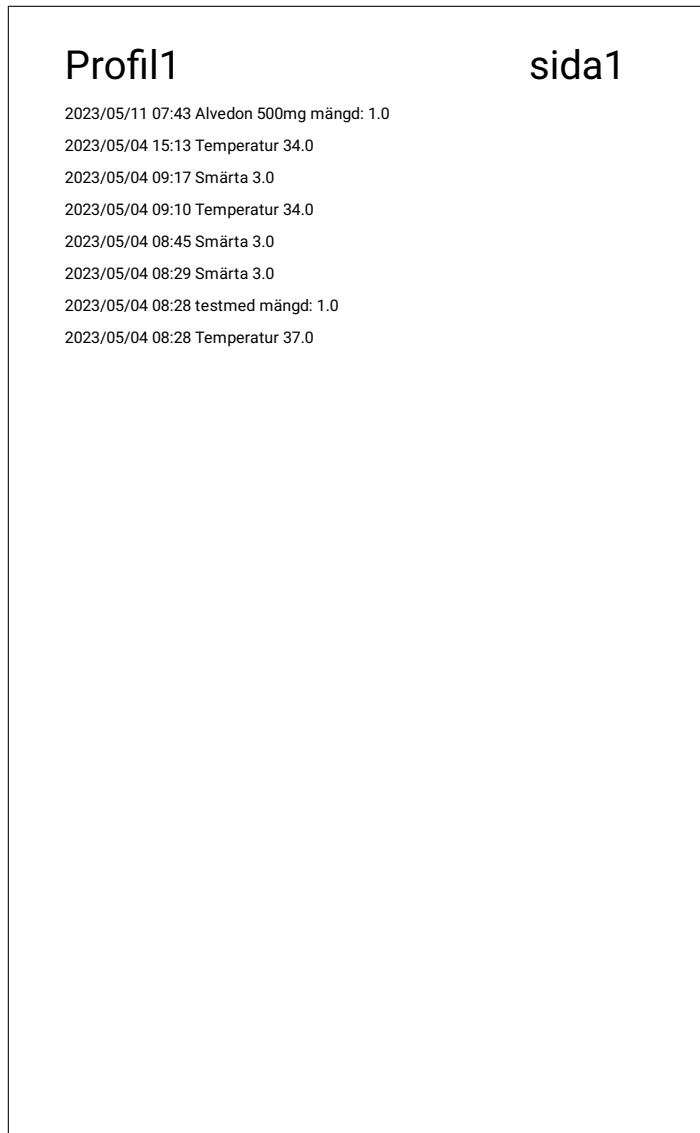 Profil1 sida1
2023/05/11 07:43 Alvedon 500mg mängd: 1.0
2023/05/04 15:13 Temperatur 34.0
2023/05/04 09:17 Smärta 3.0
2023/05/04 09:10 Temperatur 34.0
2023/05/04 08:45 Smärta 3.0
2023/05/04 08:29 Smärta 3.0
2023/05/04 08:28 testmed mängd: 1.0
2023/05/04 08:28 Temperatur 37.0